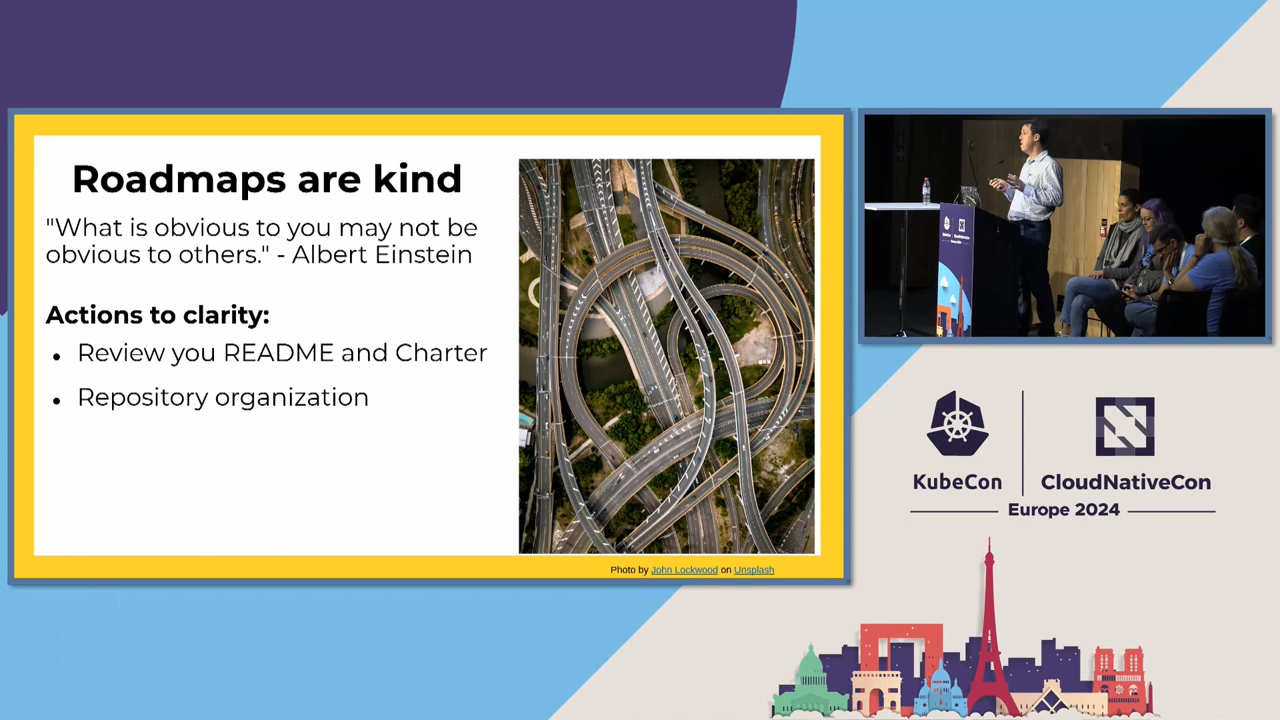 Roadmaps are kind
"What is obvious to you may not be
obvious to others." - Albert Einstein
Actions to clarity:
• Review you README and Charter
• Repository organization
Photo by John Lockwood on Unsplash
KubeCon
CloudNativeCon
Europe 2024